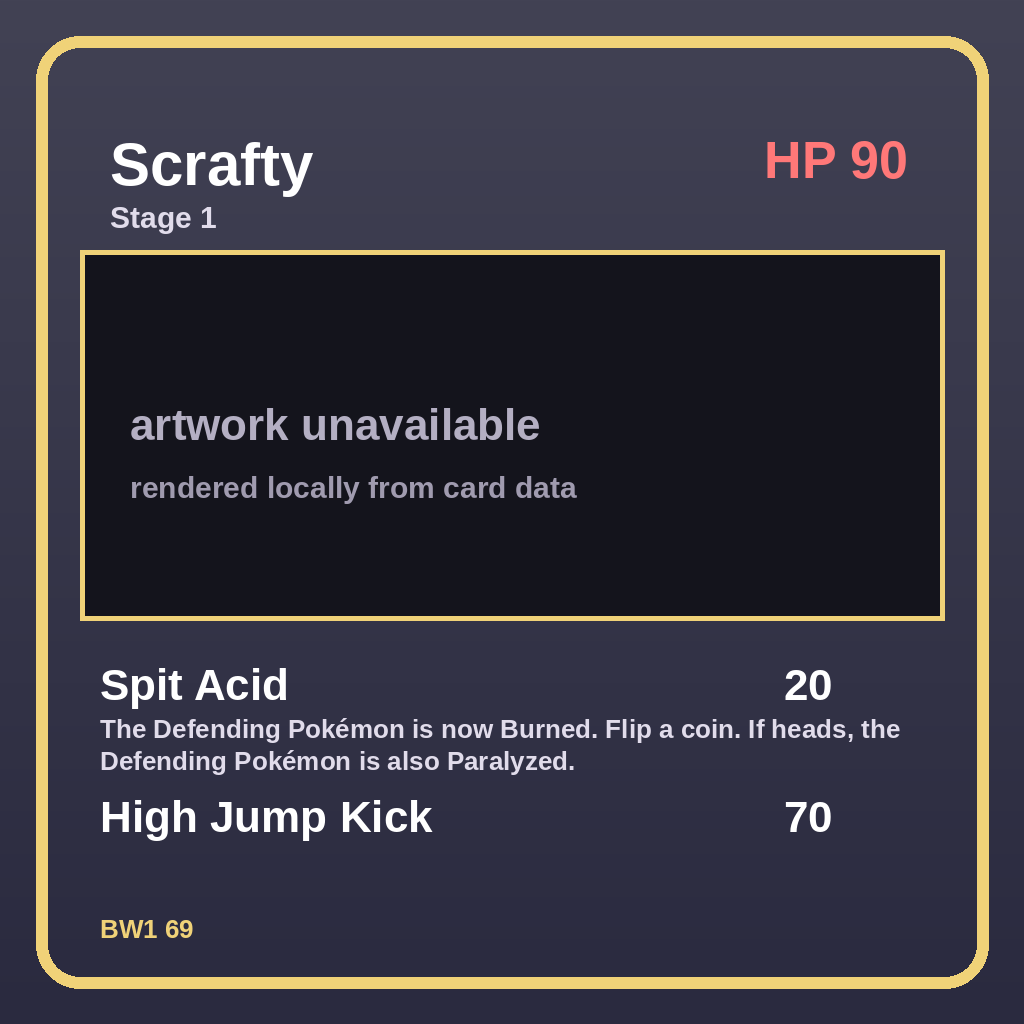 Scrafty
HP 90
Stage 1
artwork unavailable
rendered locally from card data
Spit Acid 20
The Defending Pokémon is now Burned. Flip a coin. If heads, the
Defending Pokémon is also Paralyzed.
High Jump Kick 70
BW1 69